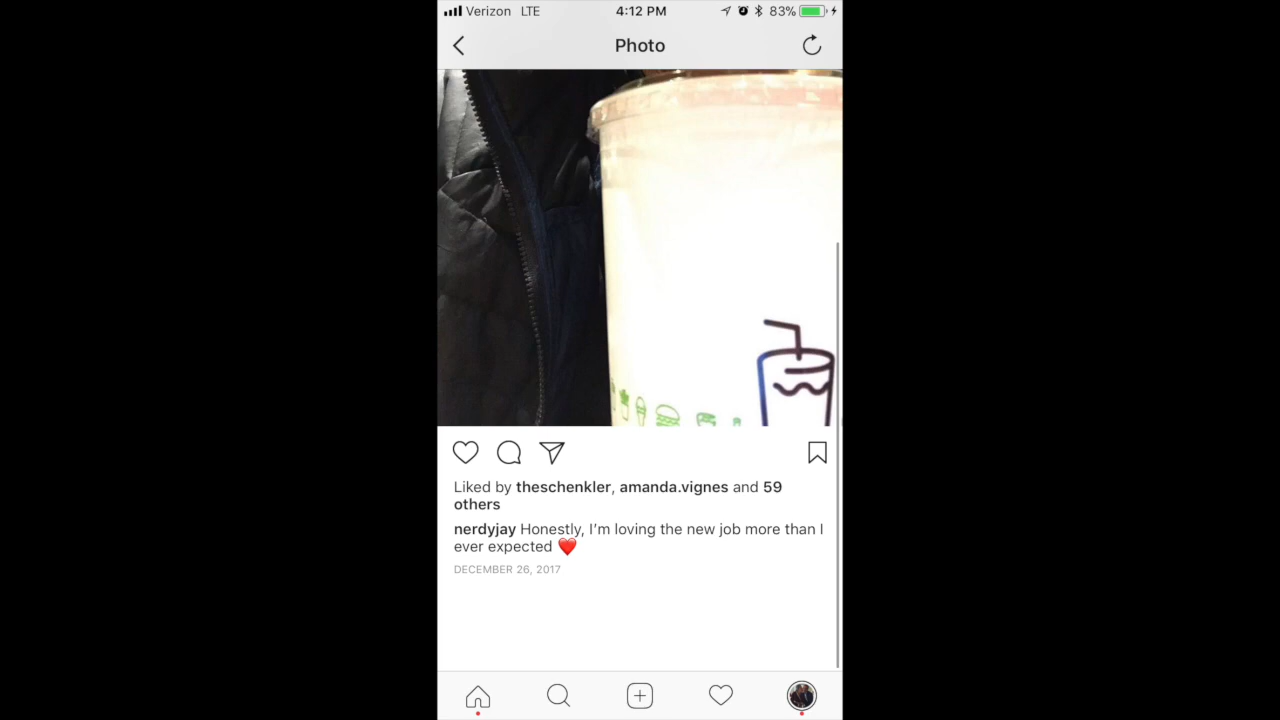 Verizon LTE 4:12 PM 83%
Photo
Liked by theschenkler, amanda.vignes and 59
others
nerdyjay Honestly, I'm loving the new job more than I
ever expected ❤️
DECEMBER 26, 2017